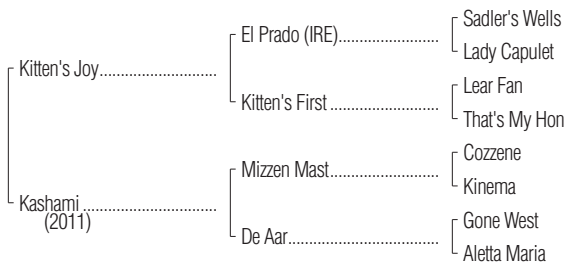 Sadler's Wells
El Prado (IRE)
Lady Capulet
Kitten's Joy
Lear Fan
Kitten's First
That's My Hon
Cozzene
Mizzen Mast
Kinema
Kashami
(2011)
Gone West
De Aar
Aletta Maria